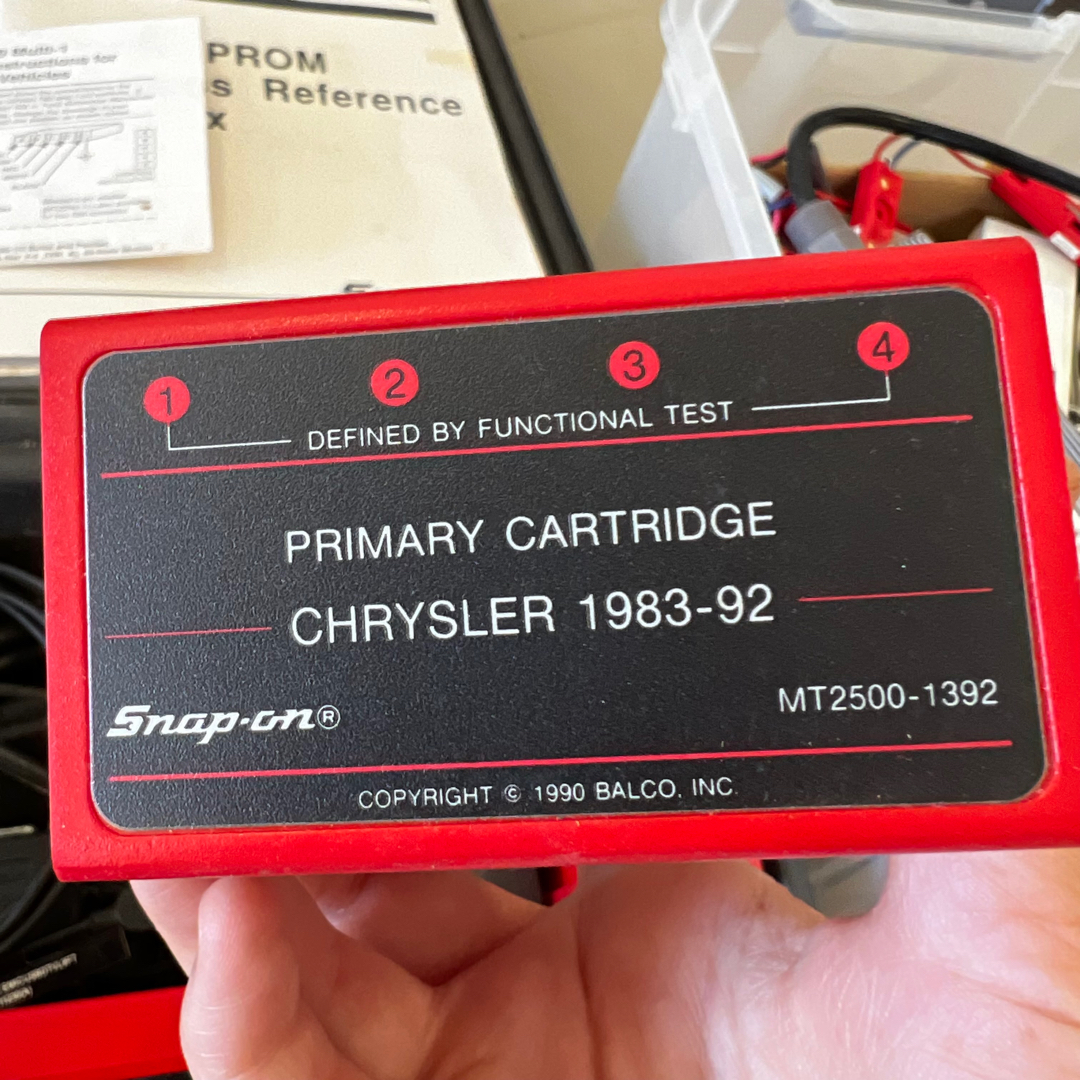 PROM
s Reference
x
1 2 3 4
DEFINED BY FUNCTIONAL TEST
PRIMARY CARTRIDGE
CHRYSLER 1983-92
Snap-on®
MT2500-1392
COPYRIGHT © 1990 BALCO, INC.